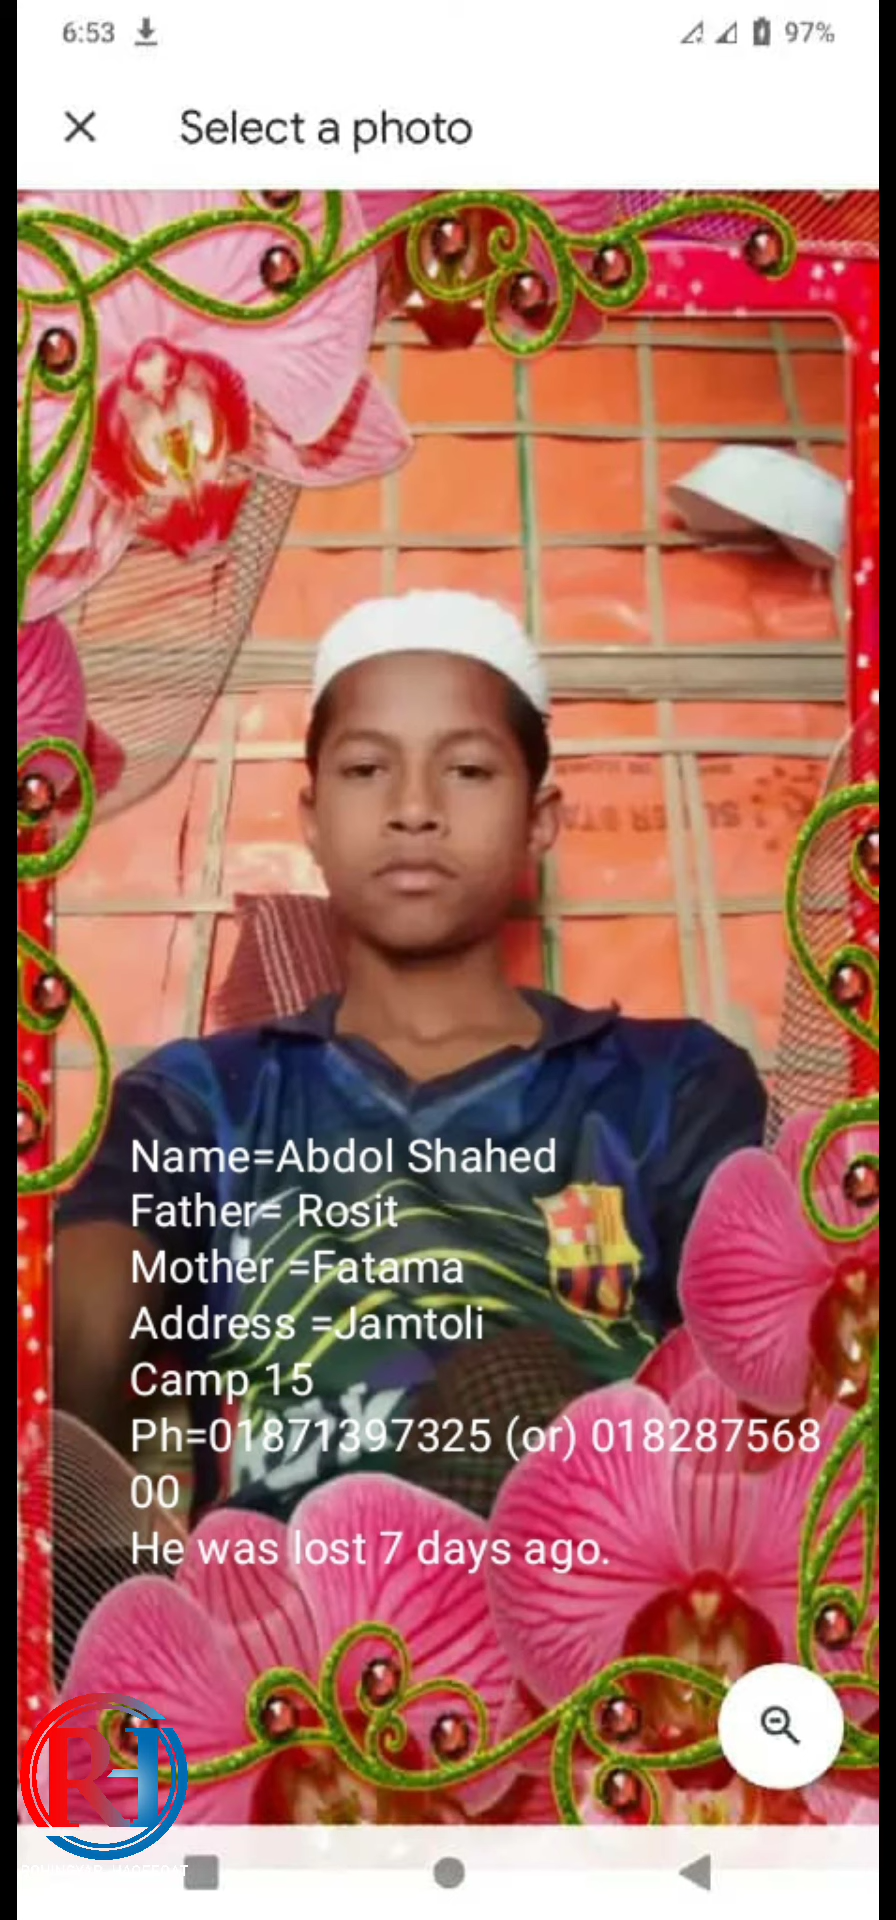 6:53
97%
Select a photo
Name=Abdol Shahed
Father= Rosit
Mother =Fatama
Address =Jamtoli
Camp 15
Ph=01871397325 (or) 018287568
00
He was lost 7 days ago.
RH